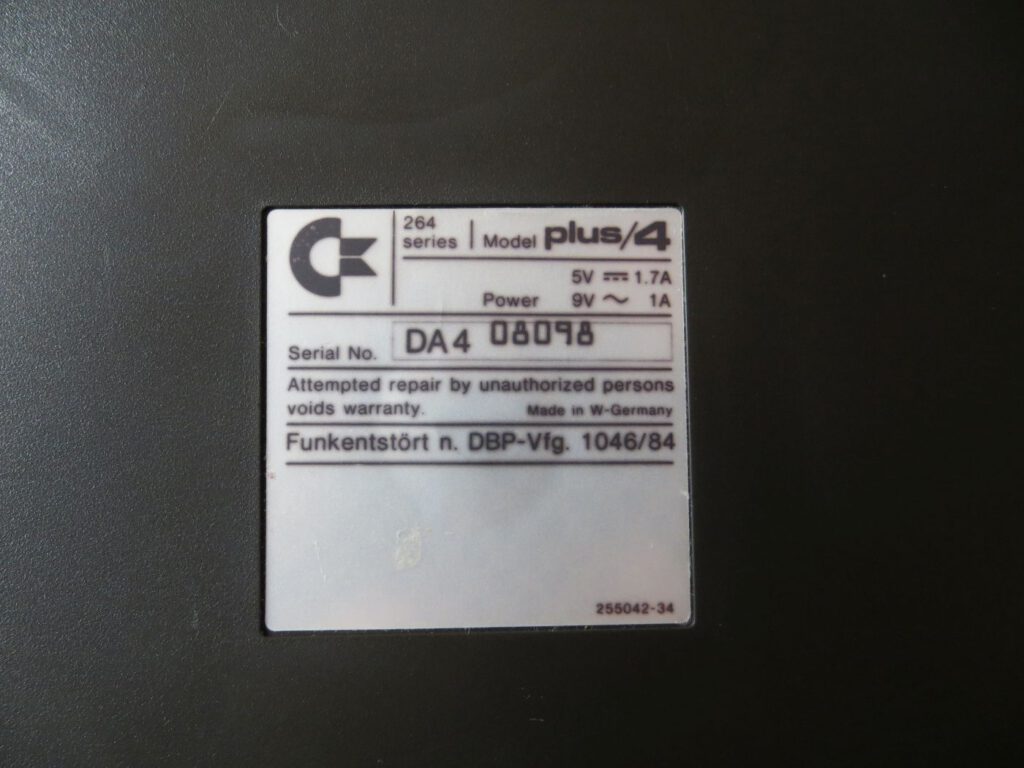 264
series | Model plus/4
5V ⎓ 1.7A
Power 9V ~ 1A
Serial No. DA4 08098
Attempted repair by unauthorized persons
voids warranty. Made in W-Germany
Funkentstört n. DBP-Vfg. 1046/84
255042-34